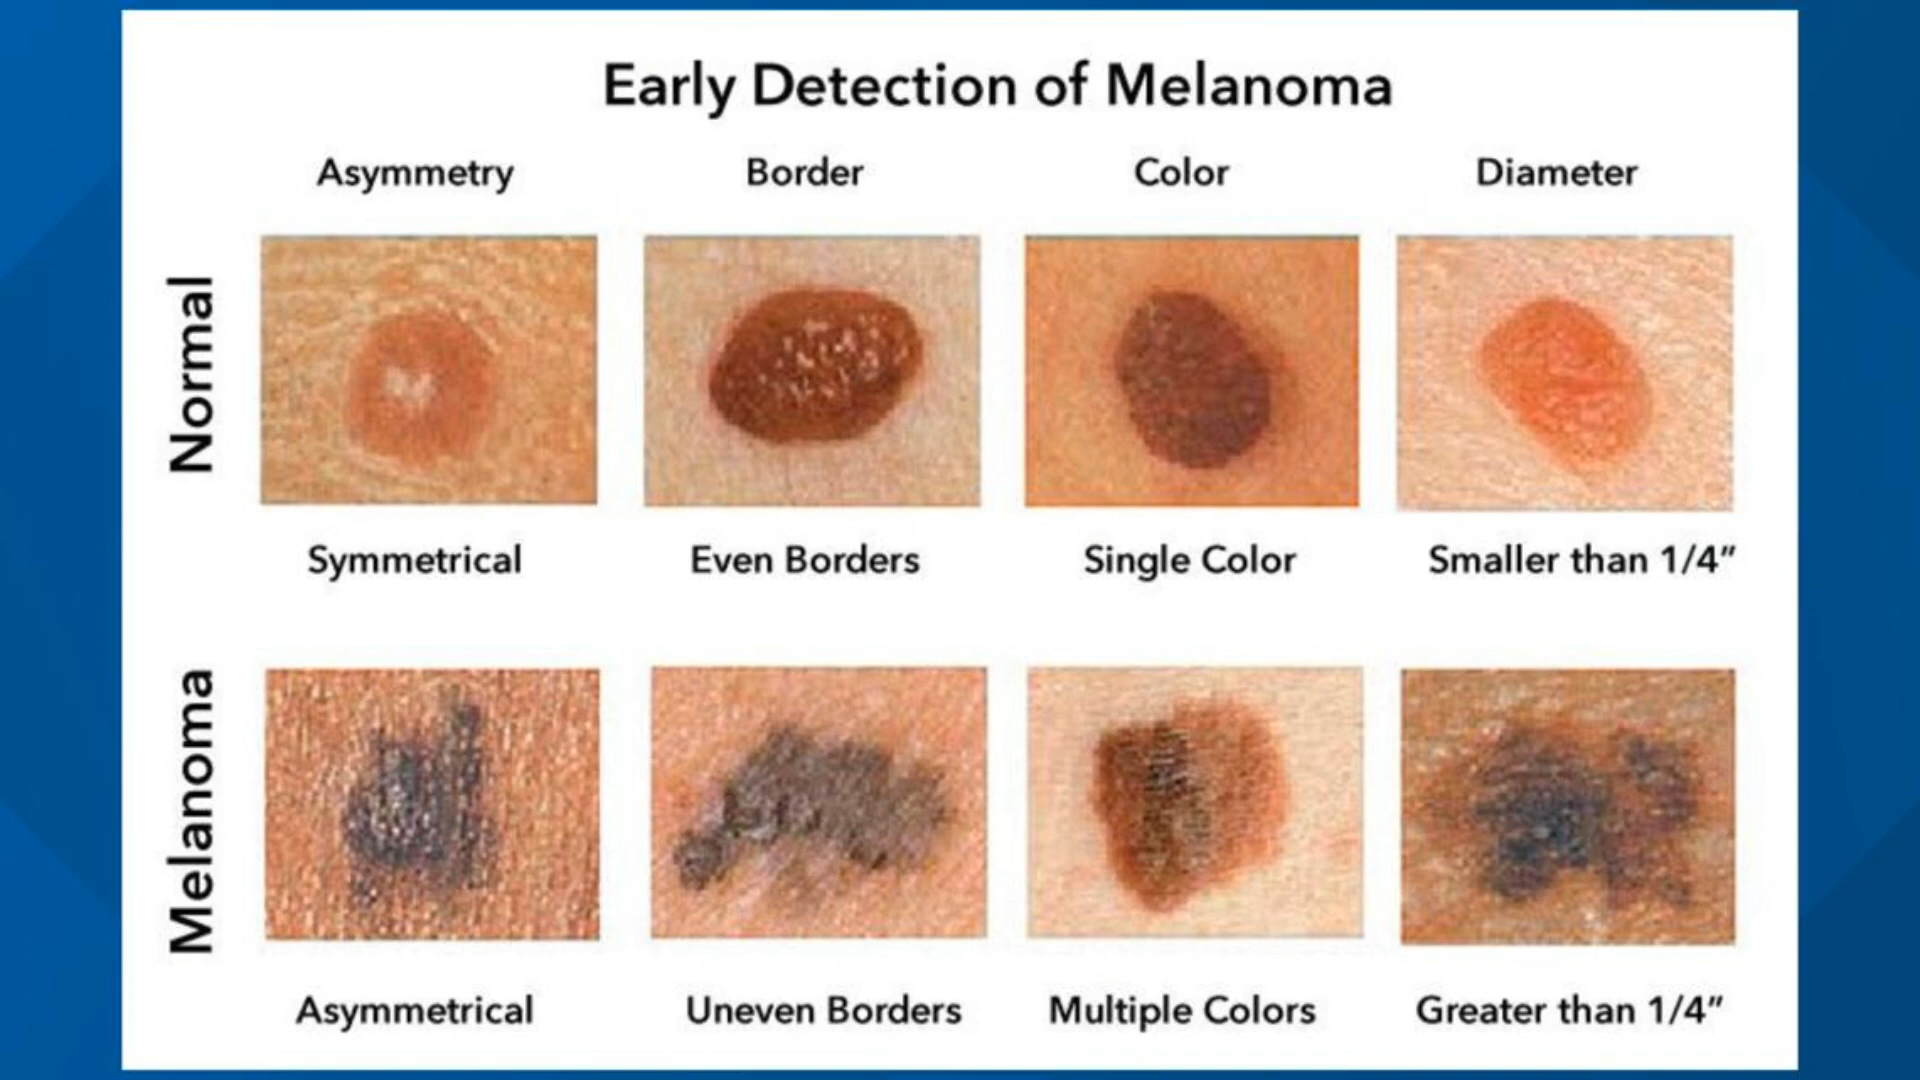 Early Detection of Melanoma
Asymmetry Border Color Diameter
Normal
Symmetrical Even Borders Single Color Smaller than 1/4”
Melanoma
Asymmetrical Uneven Borders Multiple Colors Greater than 1/4”